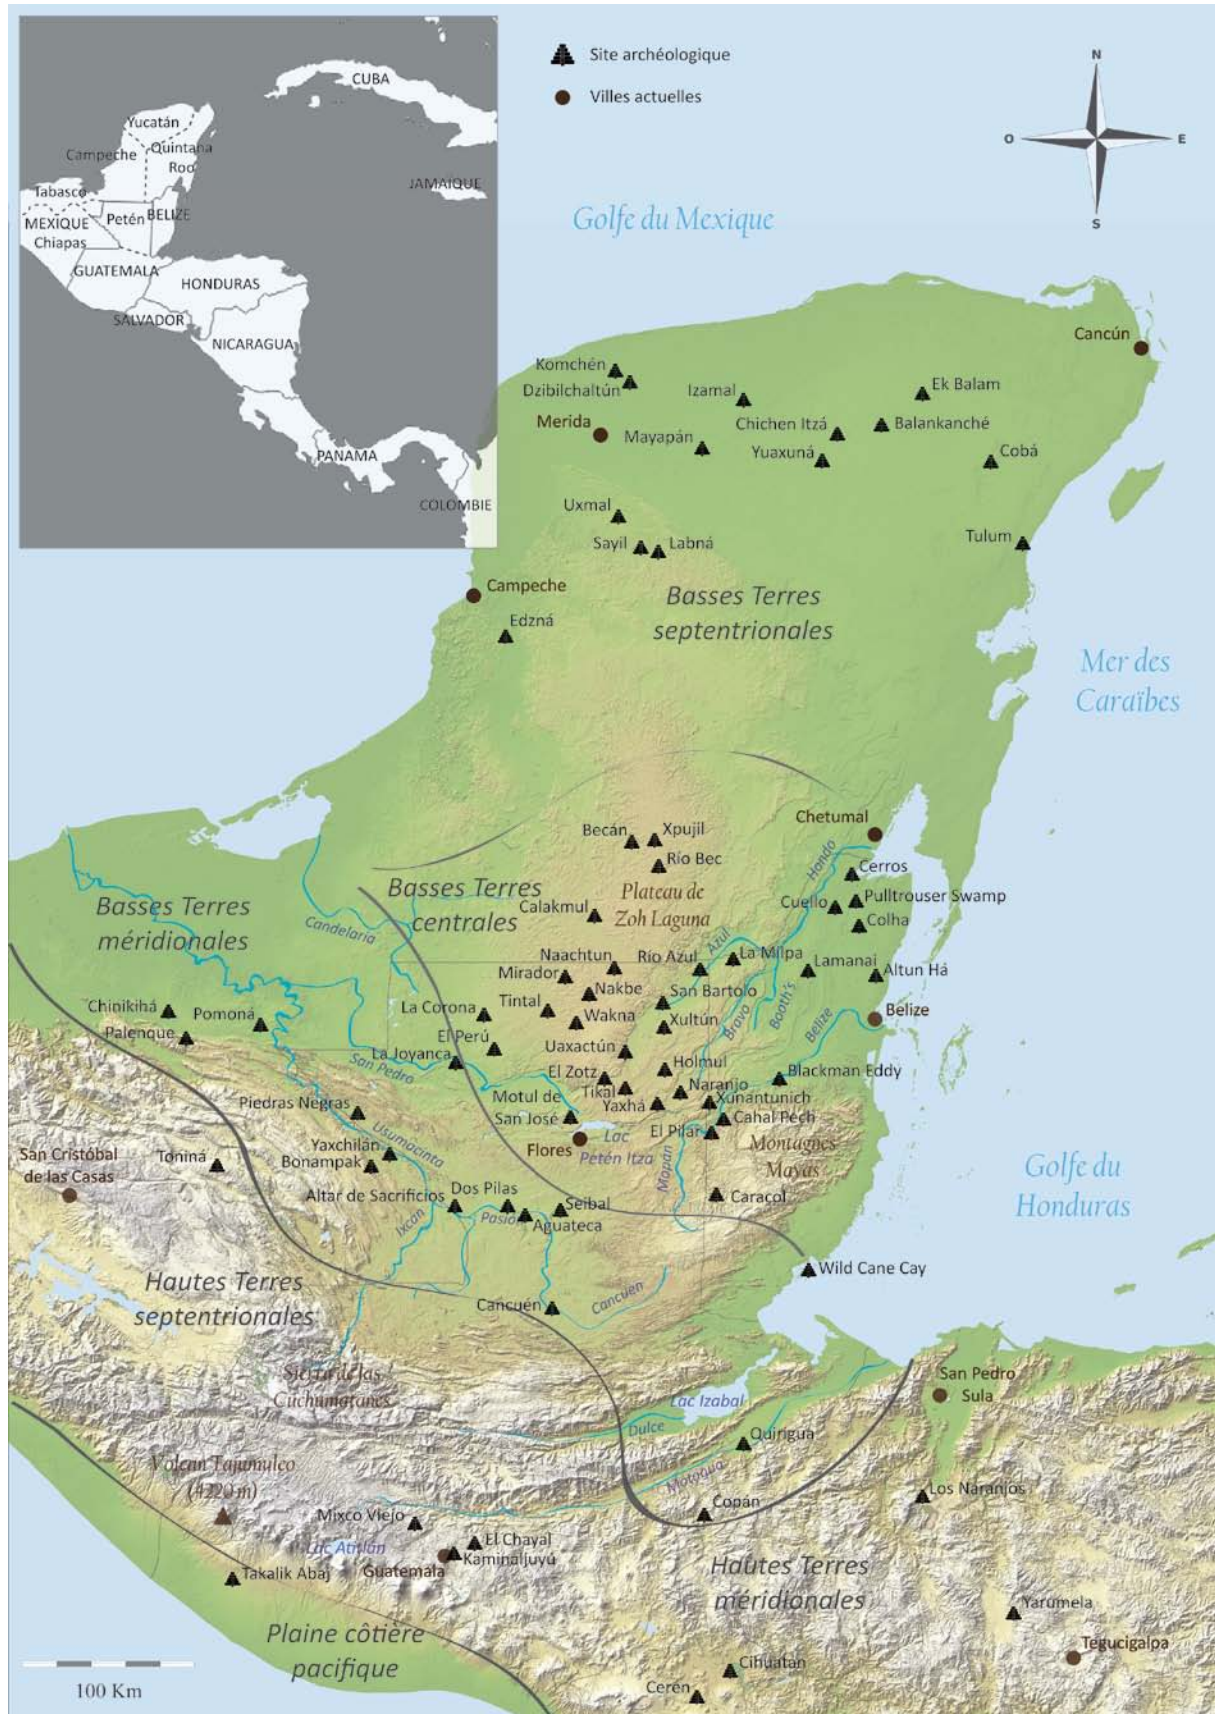 CUBA
Yucatán
Campeche
Quintana
Roo
JAMAÏQUE
Tabasco
Petén
BELIZE
MEXIQUE
Chiapas
GUATEMALA
HONDURAS
SALVADOR
NICARAGUA
PANAMA
COLOMBIE
Site archéologique
Villes actuelles
N
O
E
S
Golfe du Mexique
Cancún
Komchén
Dzibilchaltún
Izamal
Ek Balam
Merida
Mayapán
Chichen Itzá
Balankanché
Yuaxuná
Cobá
Uxmal
Sayil
Labná
Tulum
Campeche
Edzná
Basses Terres
septentrionales
Mer des
Caraïbes
Chetumal
Becán
Xpujil
Río Bec
Hondo
Cerros
Basses Terres
centrales
Plateau de
Zoh Laguna
Calakmul
Cuello
Pulltrouser Swamp
Colha
Basses Terres
méridionales
Candelaria
Azul
Naachtun
Río Azul
La Milpa
Lamanai
Altun Há
Mirador
Nakbe
San Bartolo
Booth's
Bravo
Belize
Belize
Chinikihá
Pomoná
Palenque
La Corona
Tintal
Wakna
Xultún
El Perú
La Joyanca
San Pedro
Uaxactún
El Zotz
Holmul
Blackman Eddy
Tikal
Naranjo
Yaxhá
Xunantunich
Motul de
San José
Cahal Pech
El Pilar
Piedras Negras
Usumacinta
Lac
Petén Itza
Flores
Mopán
Montagnes
Mayas
San Cristóbal
de las Casas
Toniná
Yaxchilán
Bonampak
Golfe du
Honduras
Altar de Sacrificios
Dos Pilas
Seibal
Pasión
Aguateca
Caracol
Ixcán
Wild Cane Cay
Hautes Terres
septentrionales
Cancuén
Cancuen
Sierra de las
Cuchumatanes
Lac Izabal
Dulce
San Pedro
Sula
Quiriguá
Motagua
Volcan Tajumulco
(4220 m)
Los Naranjos
Copán
Mixco Viejo
El Chayal
Lac Atitlán
Kaminaljuyú
Guatemala
Takalik Abaj
Hautes Terres
méridionales
Yarumela
Tegucigalpa
Plaine côtière
pacifique
Cihuatán
Cerén
100 Km